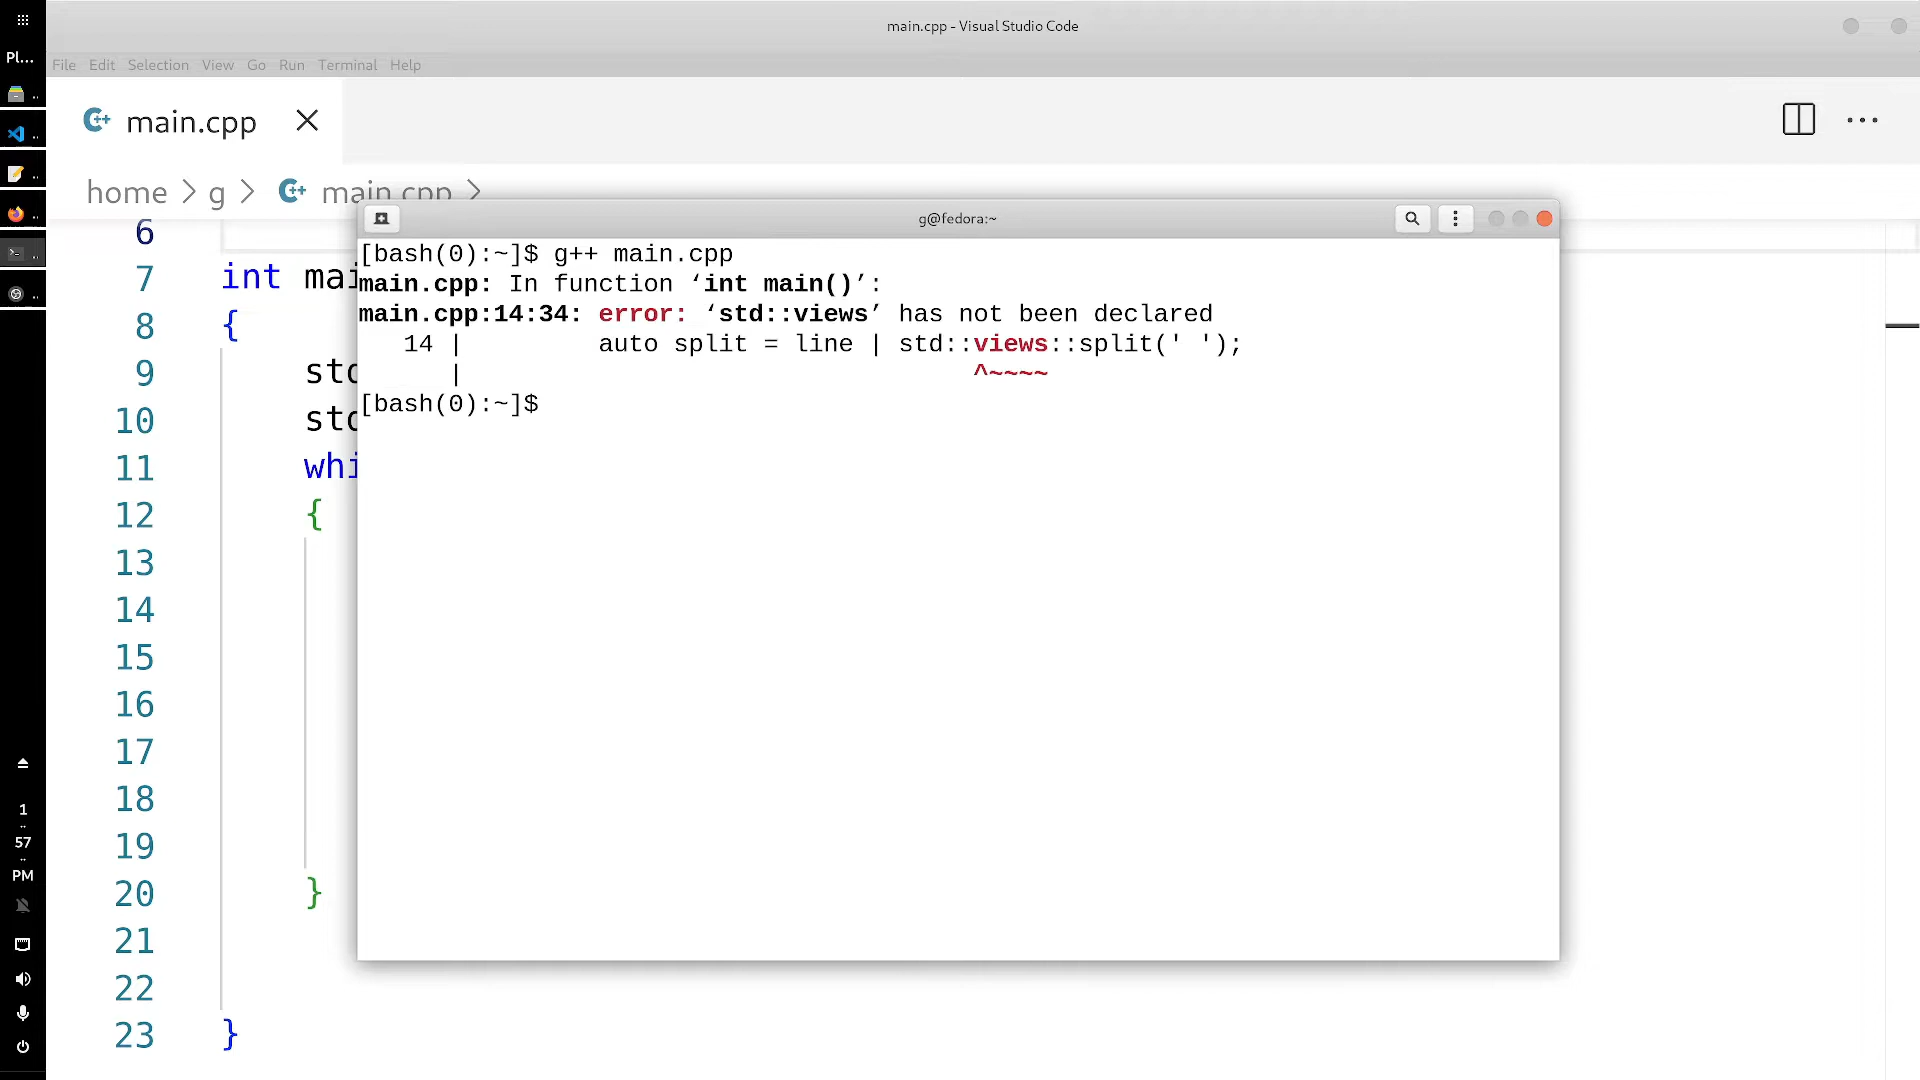 main.cpp - Visual Studio Code
Pl...
File Edit Selection View Go Run Terminal Help
main.cpp
home > g > main.cpp >
g@fedora:~
6
7 int mai
8 {
9 std
10 std
11 whi
12 {
13
14
15
16
17
18
19
20 }
21
22
23 }
[bash(0):~]$ g++ main.cpp
main.cpp: In function ‘int main()’:
main.cpp:14:34: error: ‘std::views’ has not been declared
14 | auto split = line | std::views::split(' ');
| ^~~~~
[bash(0):~]$
1
57
PM